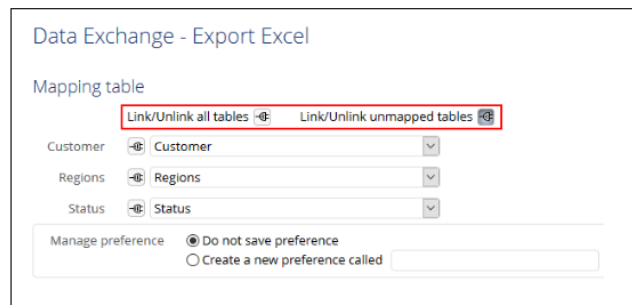 Data Exchange - Export Excel
Mapping table
Link/Unlink all tables Link/Unlink unmapped tables
Customer Customer
Regions Regions
Status Status
Manage preference Do not save preference
Create a new preference called